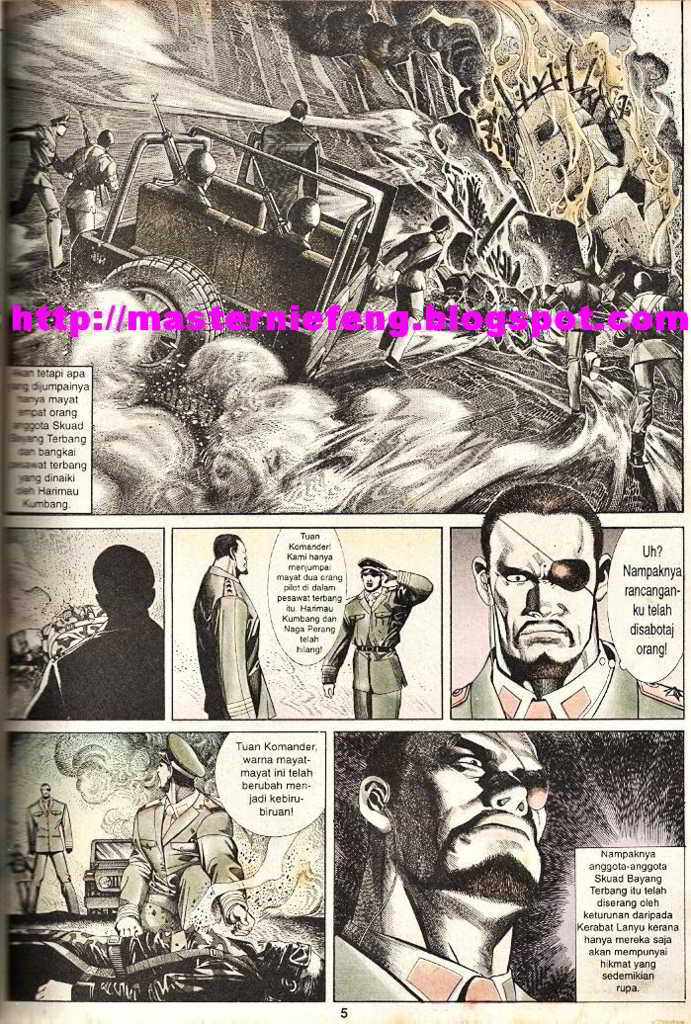 http://masterniefeng.blogspot.com
tetapi apa
yang dijumpainya
hanya mayat
empat orang
anggota Skuad
Bayang Terbang
dan bangkai
pesawat terbang
yang dinaiki
oleh Harimau
Kumbang.
Tuan
Komander!
Kami hanya
menjumpai
mayat dua orang
pilot di dalam
pesawat terbang
itu. Harimau
Kumbang dan
Naga Perang
telah
hilang!
Uh?
Nampaknya
rancangan-
ku telah
disabotaj
orang!
Tuan Komander,
warna mayat-
mayat ini telah
berubah men-
jadi kebiru-
biruan!
Nampaknya
anggota-anggota
Skuad Bayang
Terbang itu telah
diserang oleh
keturunan daripada
Kerabat Lanyu kerana
hanya mereka saja
akan mempunyai
hikmat yang
sedemikian
rupa.
5